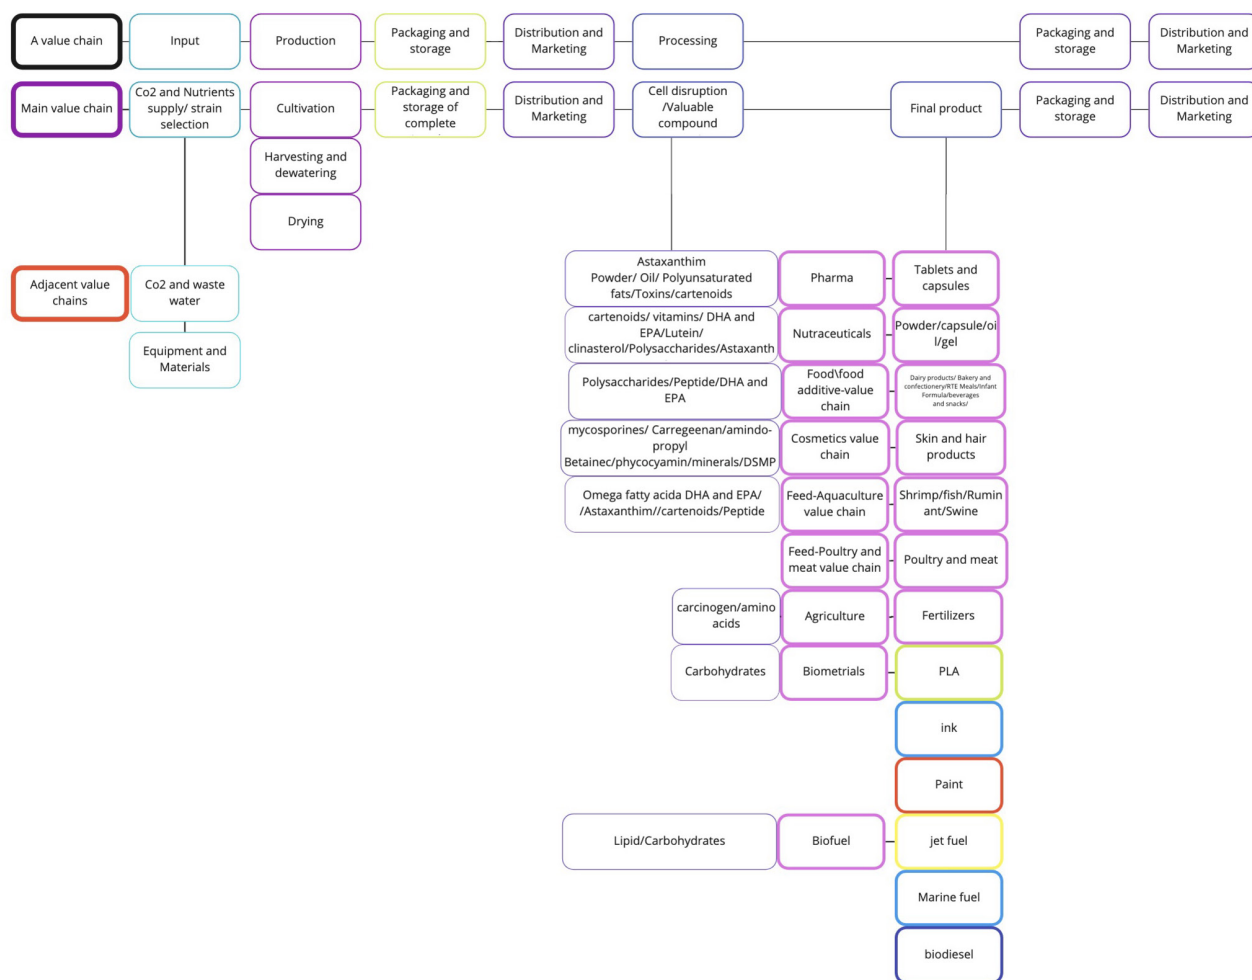 A value chain
Input
Production
Packaging and
storage
Distribution and
Marketing
Processing
Packaging and
storage
Distribution and
Marketing
Main value chain
Co2 and Nutrients
supply/ strain
selection
Cultivation
Packaging and
storage of
complete
Distribution and
Marketing
Cell disruption
/Valuable
compound
Final product
Packaging and
storage
Distribution and
Marketing
Harvesting and
dewatering
Drying
Adjacent value
chains
Co2 and waste
water
Equipment and
Materials
Astaxanthim
Powder/ Oil/ Polyunsaturated
fats/Toxins/cartenoids
Pharma
Tablets and
capsules
cartenoids/ vitamins/ DHA and
EPA/Lutein/
clinasterol/Polysaccharides/Astaxanth
Nutraceuticals
Powder/capsule/oi
l/gel
Polysaccharides/Peptide/DHA and
EPA
Food\food
additive-value
chain
Dairy products/ Bakery and
confectionery/RTE Meals/Infant
Formula/beverages
and snacks/
mycosporines/ Carregeenan/amindo-
propyl
Betainec/phycocyamin/minerals/DSMP
Cosmetics value
chain
Skin and hair
products
Omega fatty acida DHA and EPA/
/Astaxanthim//cartenoids/Peptide
Feed-Aquaculture
value chain
Shrimp/fish/Rumin
ant/Swine
Feed-Poultry and
meat value chain
Poultry and meat
carcinogen/amino
acids
Agriculture
Fertilizers
Carbohydrates
Biometrials
PLA
ink
Paint
Lipid/Carbohydrates
Biofuel
jet fuel
Marine fuel
biodiesel